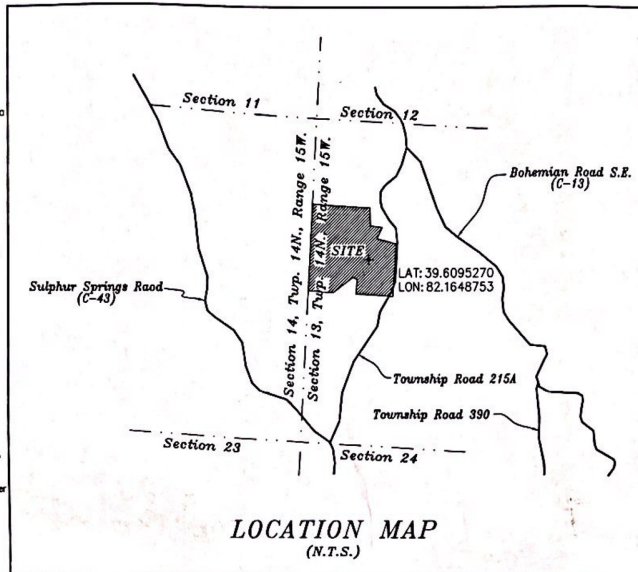 Section 11
Section 12
Bohemian Road S.E.
(C-13)
Section 14, Twp. 14N., Range 15W.
Section 13, Twp. 14N., Range 15W.
SITE
LAT: 39.6095270
LON: 82.1648753
Sulphur Springs Raod
(C-43)
Township Road 215A
Township Road 390
Section 23
Section 24
LOCATION MAP
(N.T.S.)